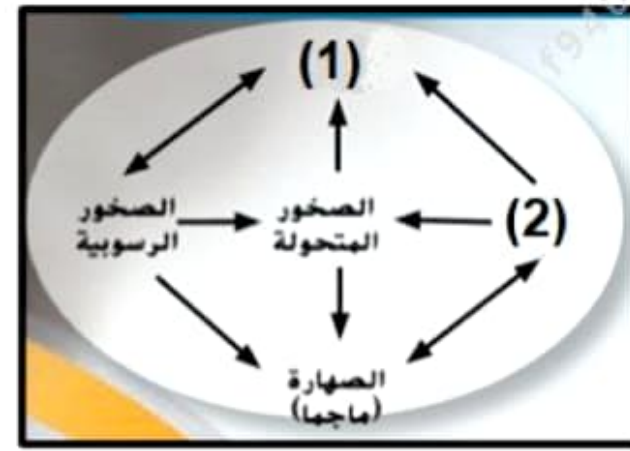 (1)
الصخور
الرسوبية
الصخور
المتحولة
(2)
الصهارة
(ماجما)